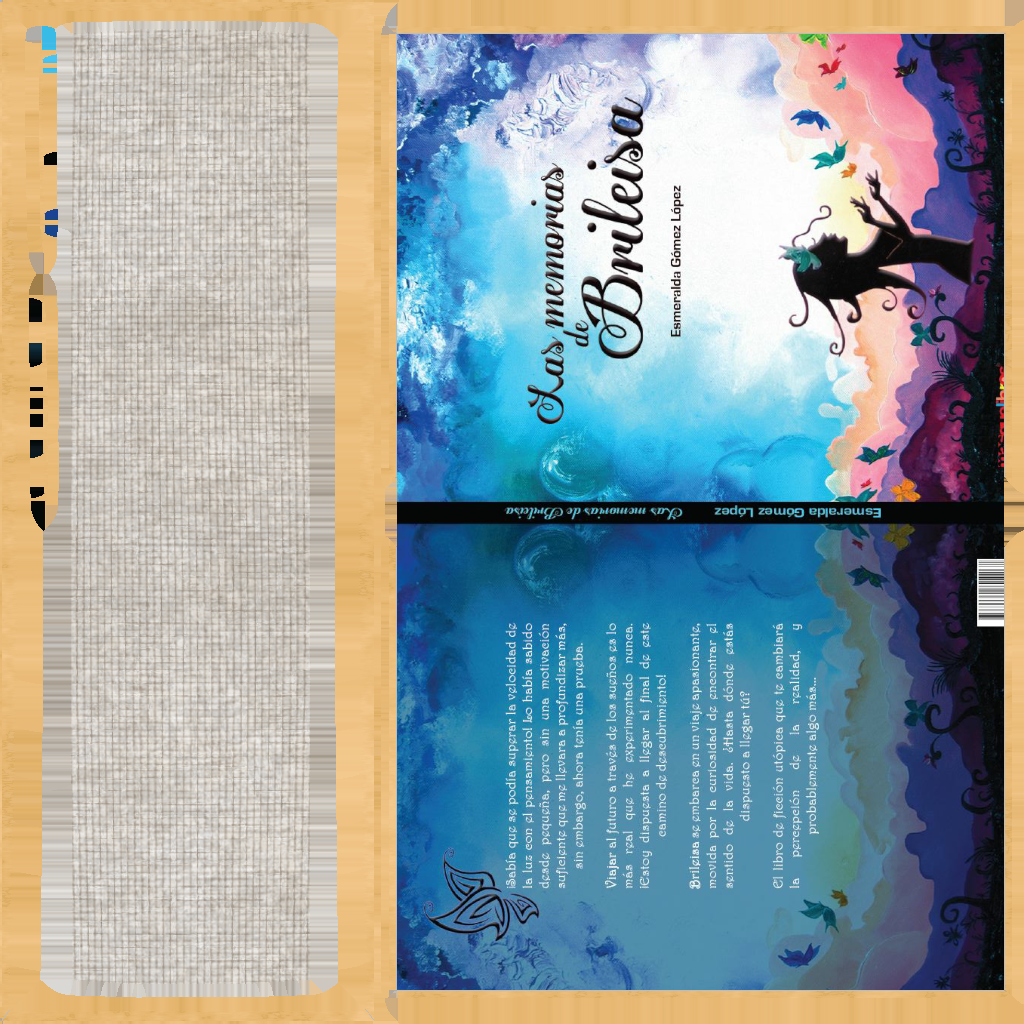 Las memorias
de
Brileisa
Esmeralda Gómez López
Las memorias de Brileisa
Esmeralda Gómez López
¡Sabía que se podía superar la velocidad de
la luz con el pensamiento! Lo había sabido
desde pequeña, pero sin una motivación
suficiente que me llevara a profundizar más,
sin embargo, ahora tenía una prueba.
Viajar al futuro a través de los sueños es lo
más real que he experimentado nunca.
¡Estoy dispuesta a llegar al final de este
camino de descubrimiento!
Brileisa se embarca en un viaje apasionante,
movida por la curiosidad de encontrar el
sentido de la vida. ¿Hasta dónde estás
dispuesto a llegar tú?
El libro de ficción utópica que te cambiará
la percepción de la realidad, y
probablemente algo más...